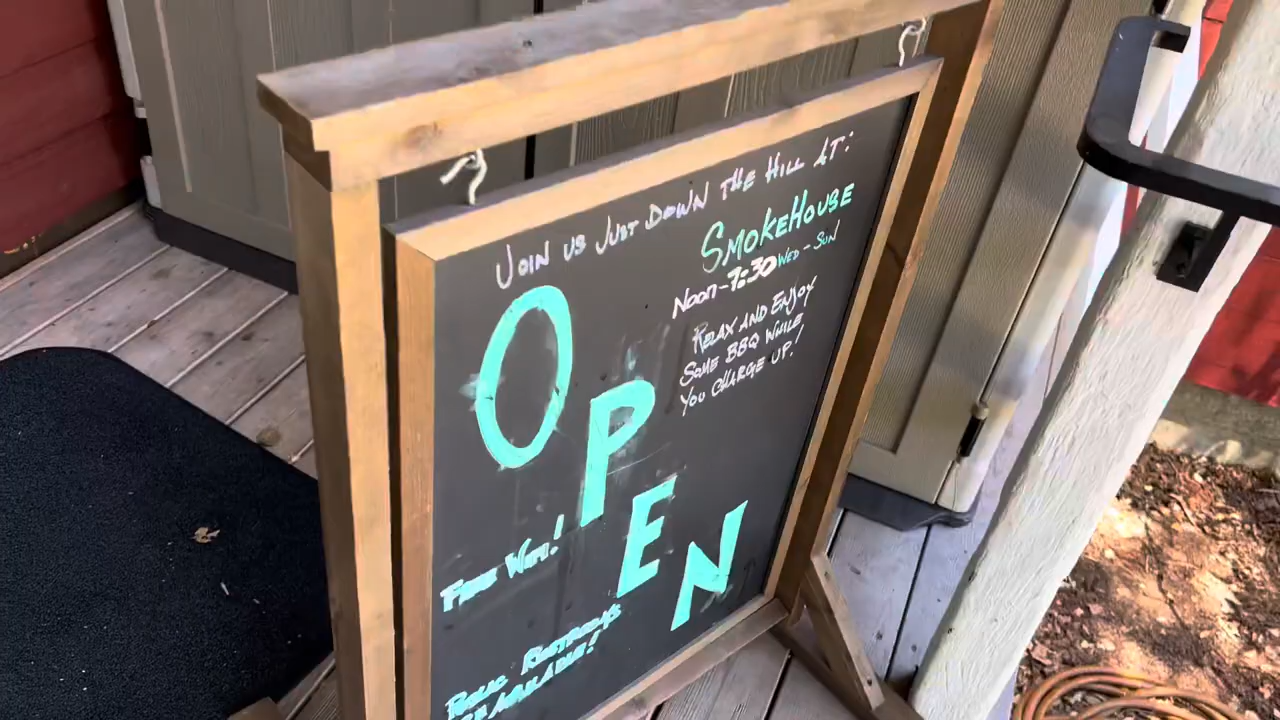 Join us Just Down The Hill At:
SmokeHouse
Noon-7:30 Wed-Sun
Relax and Enjoy
Some BBQ While
You Charge Up!
OPEN
Free Wifi!
Public Restrooms
Available!